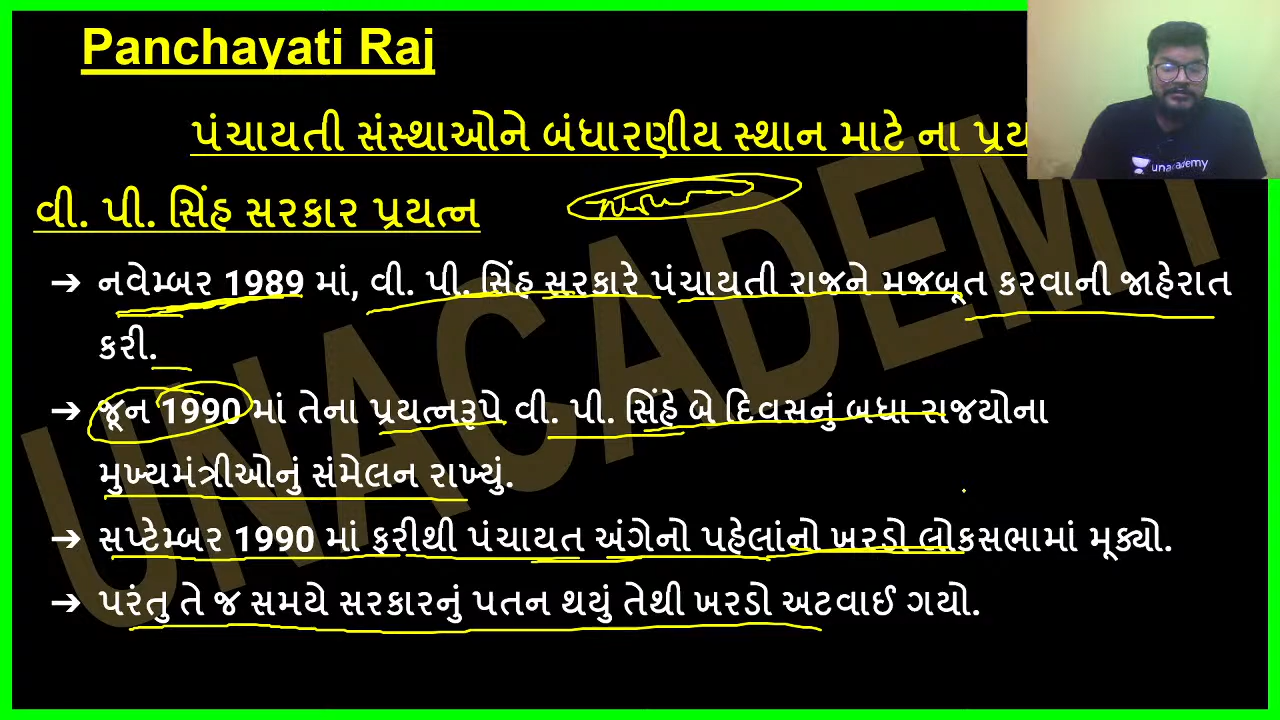 Panchayati Raj
પંચાયતી સંસ્થાઓને બંધારણીય સ્થાન માટે ના
વી. પી. સિંહ સરકાર પ્રયત્ન
➔ નવેમ્બર 1989 માં, વી. પી. સિંહ સરકારે પંચાયતી રાજને મજબૂત કરવાની જાહેરાત
કરી.
➔ જૂન 1990 માં તેના પ્રયત્નરૂપે વી. પી. સિંહે બે દિવસનું બધા રાજયોના
મુખ્યમંત્રીઓનું સંમેલન રાખ્યું.
➔ સપ્ટેમ્બર 1990 માં ફરીથી પંચાયત અંગેનો પહેલાંનો ખરડો લોકસભામાં મૂક્યો.
➔ પરંતુ તે જ સમયે સરકારનું પતન થયું તેથી ખરડો અટવાઈ ગયો.
unacademy
UNACADEMY